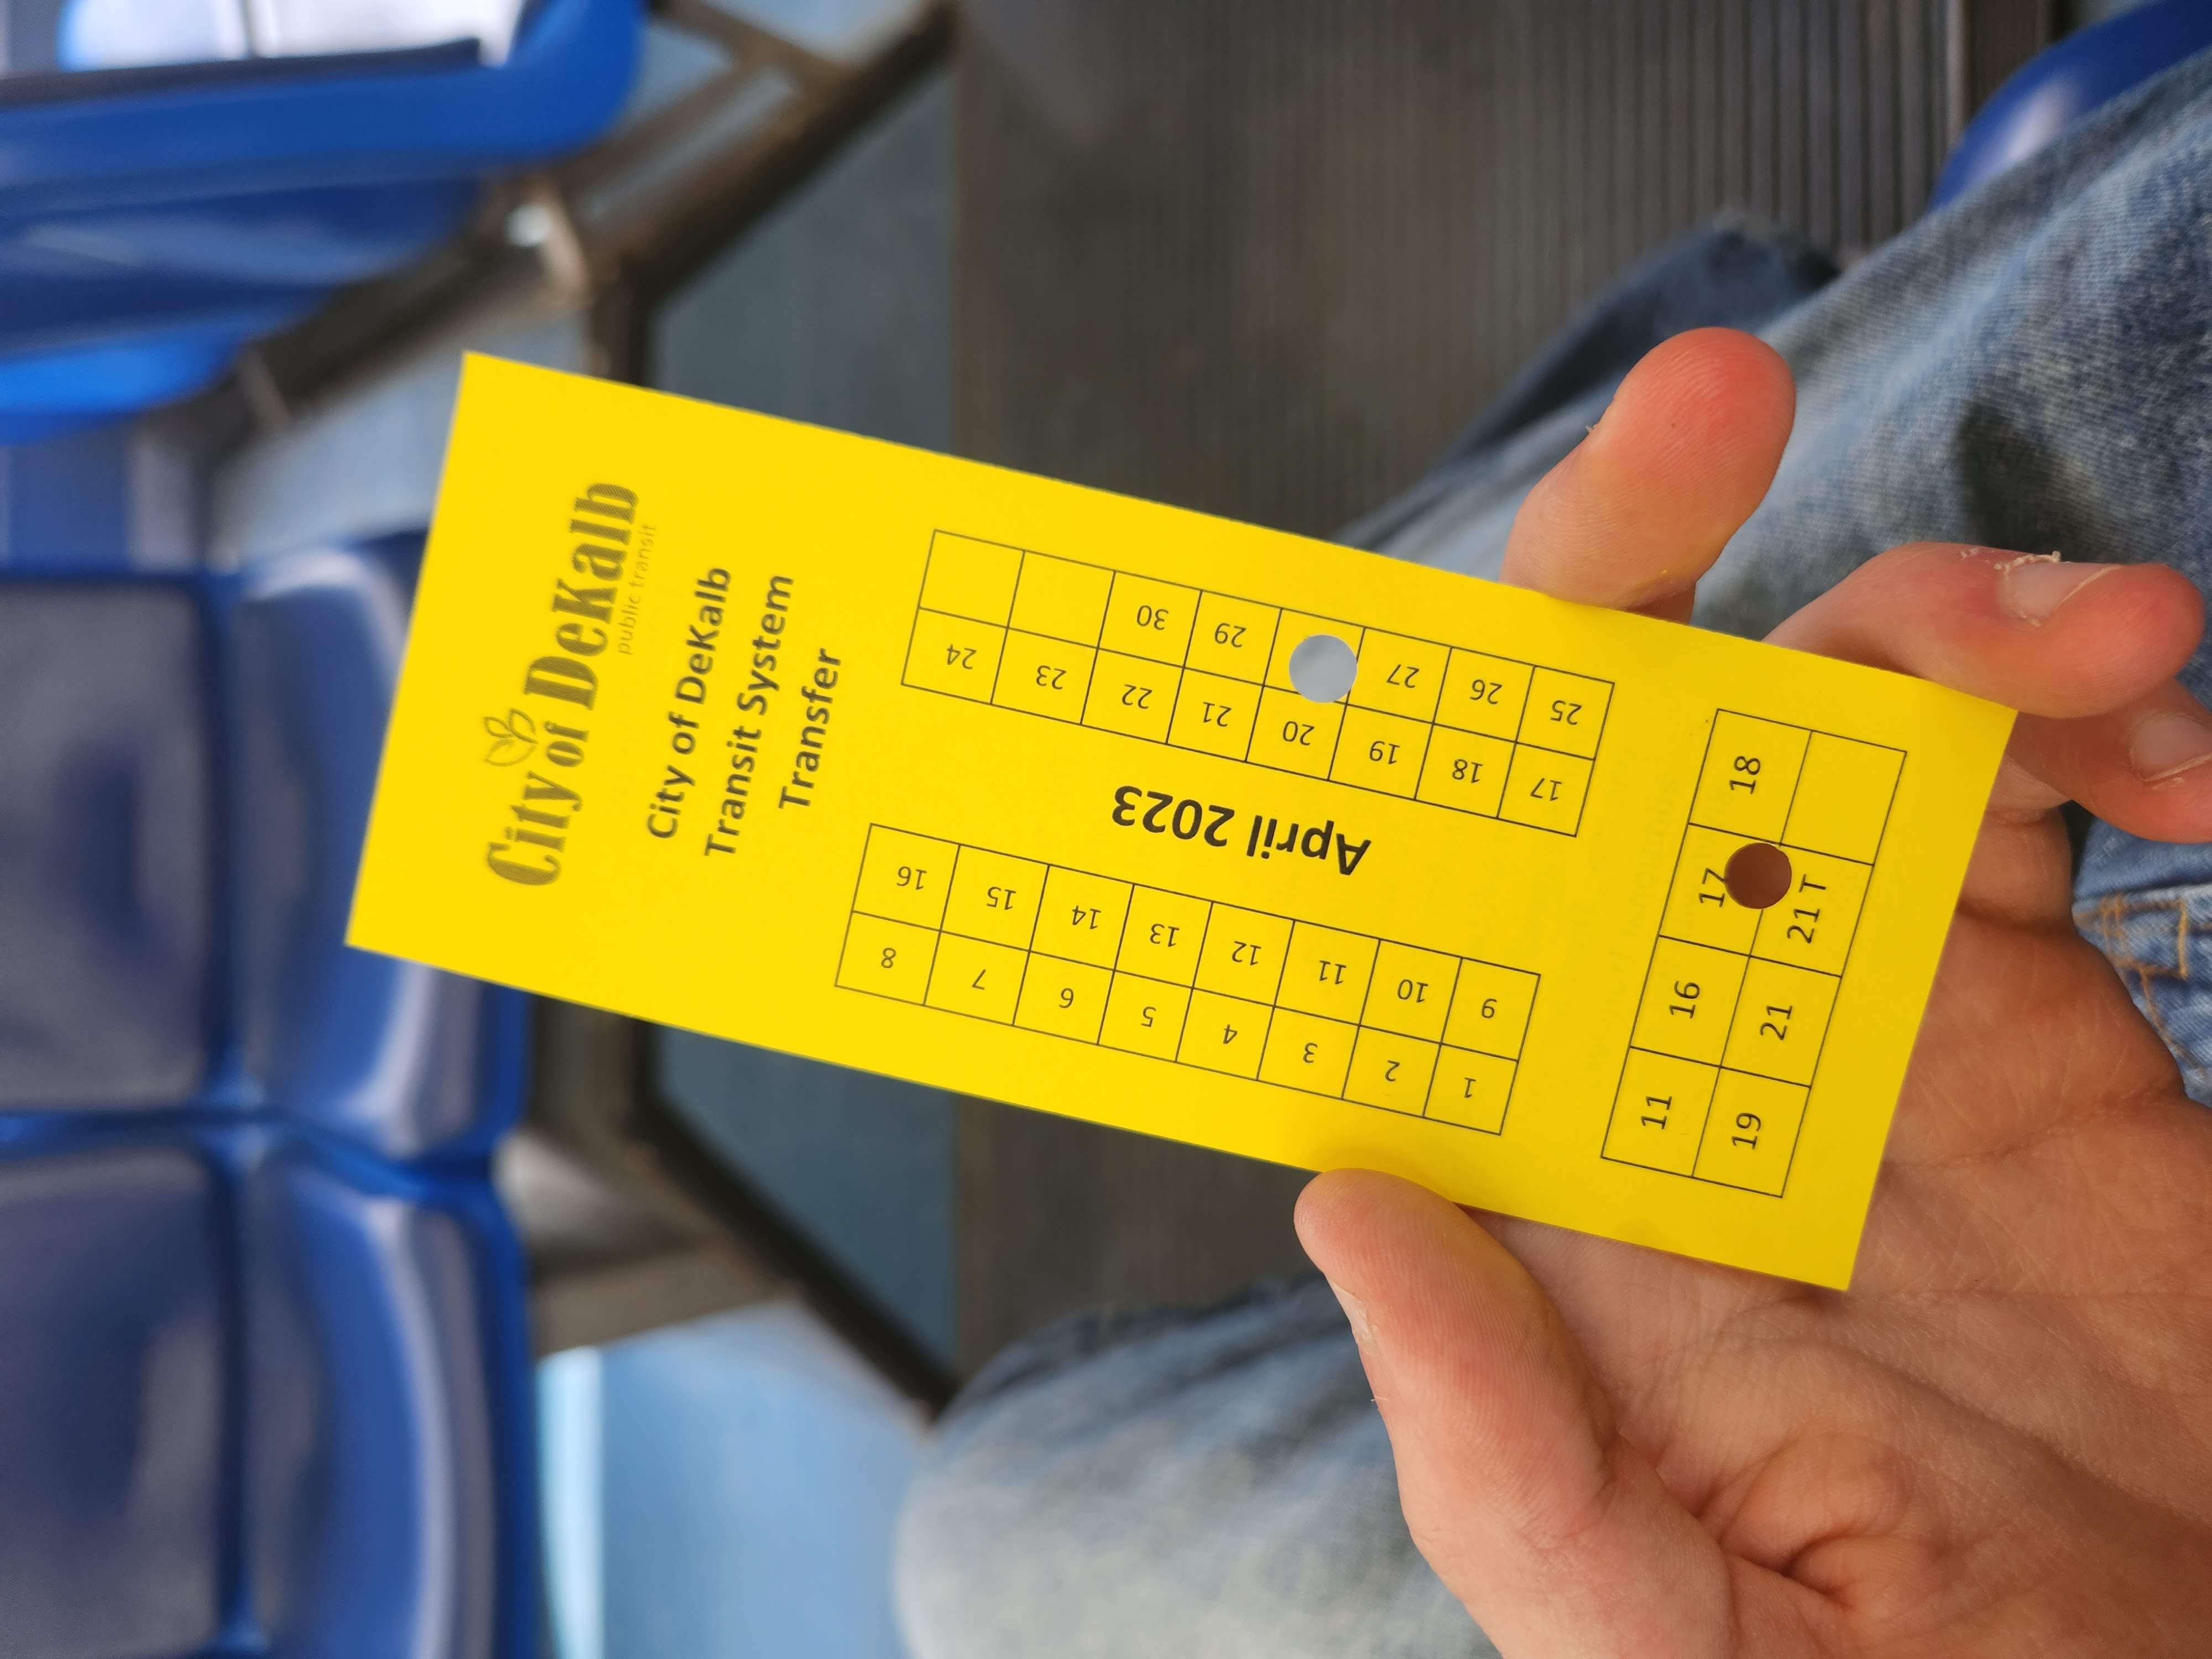 City of DeKalb
public transit
City of DeKalb
Transit System
Transfer
1 2 3 4 5 6 7 8
9 10 11 12 13 14 15 16
April 2023
17 18 19 20 21 22 23 24
25 26 27 29 30
11 16 17 18
19 21 21 T